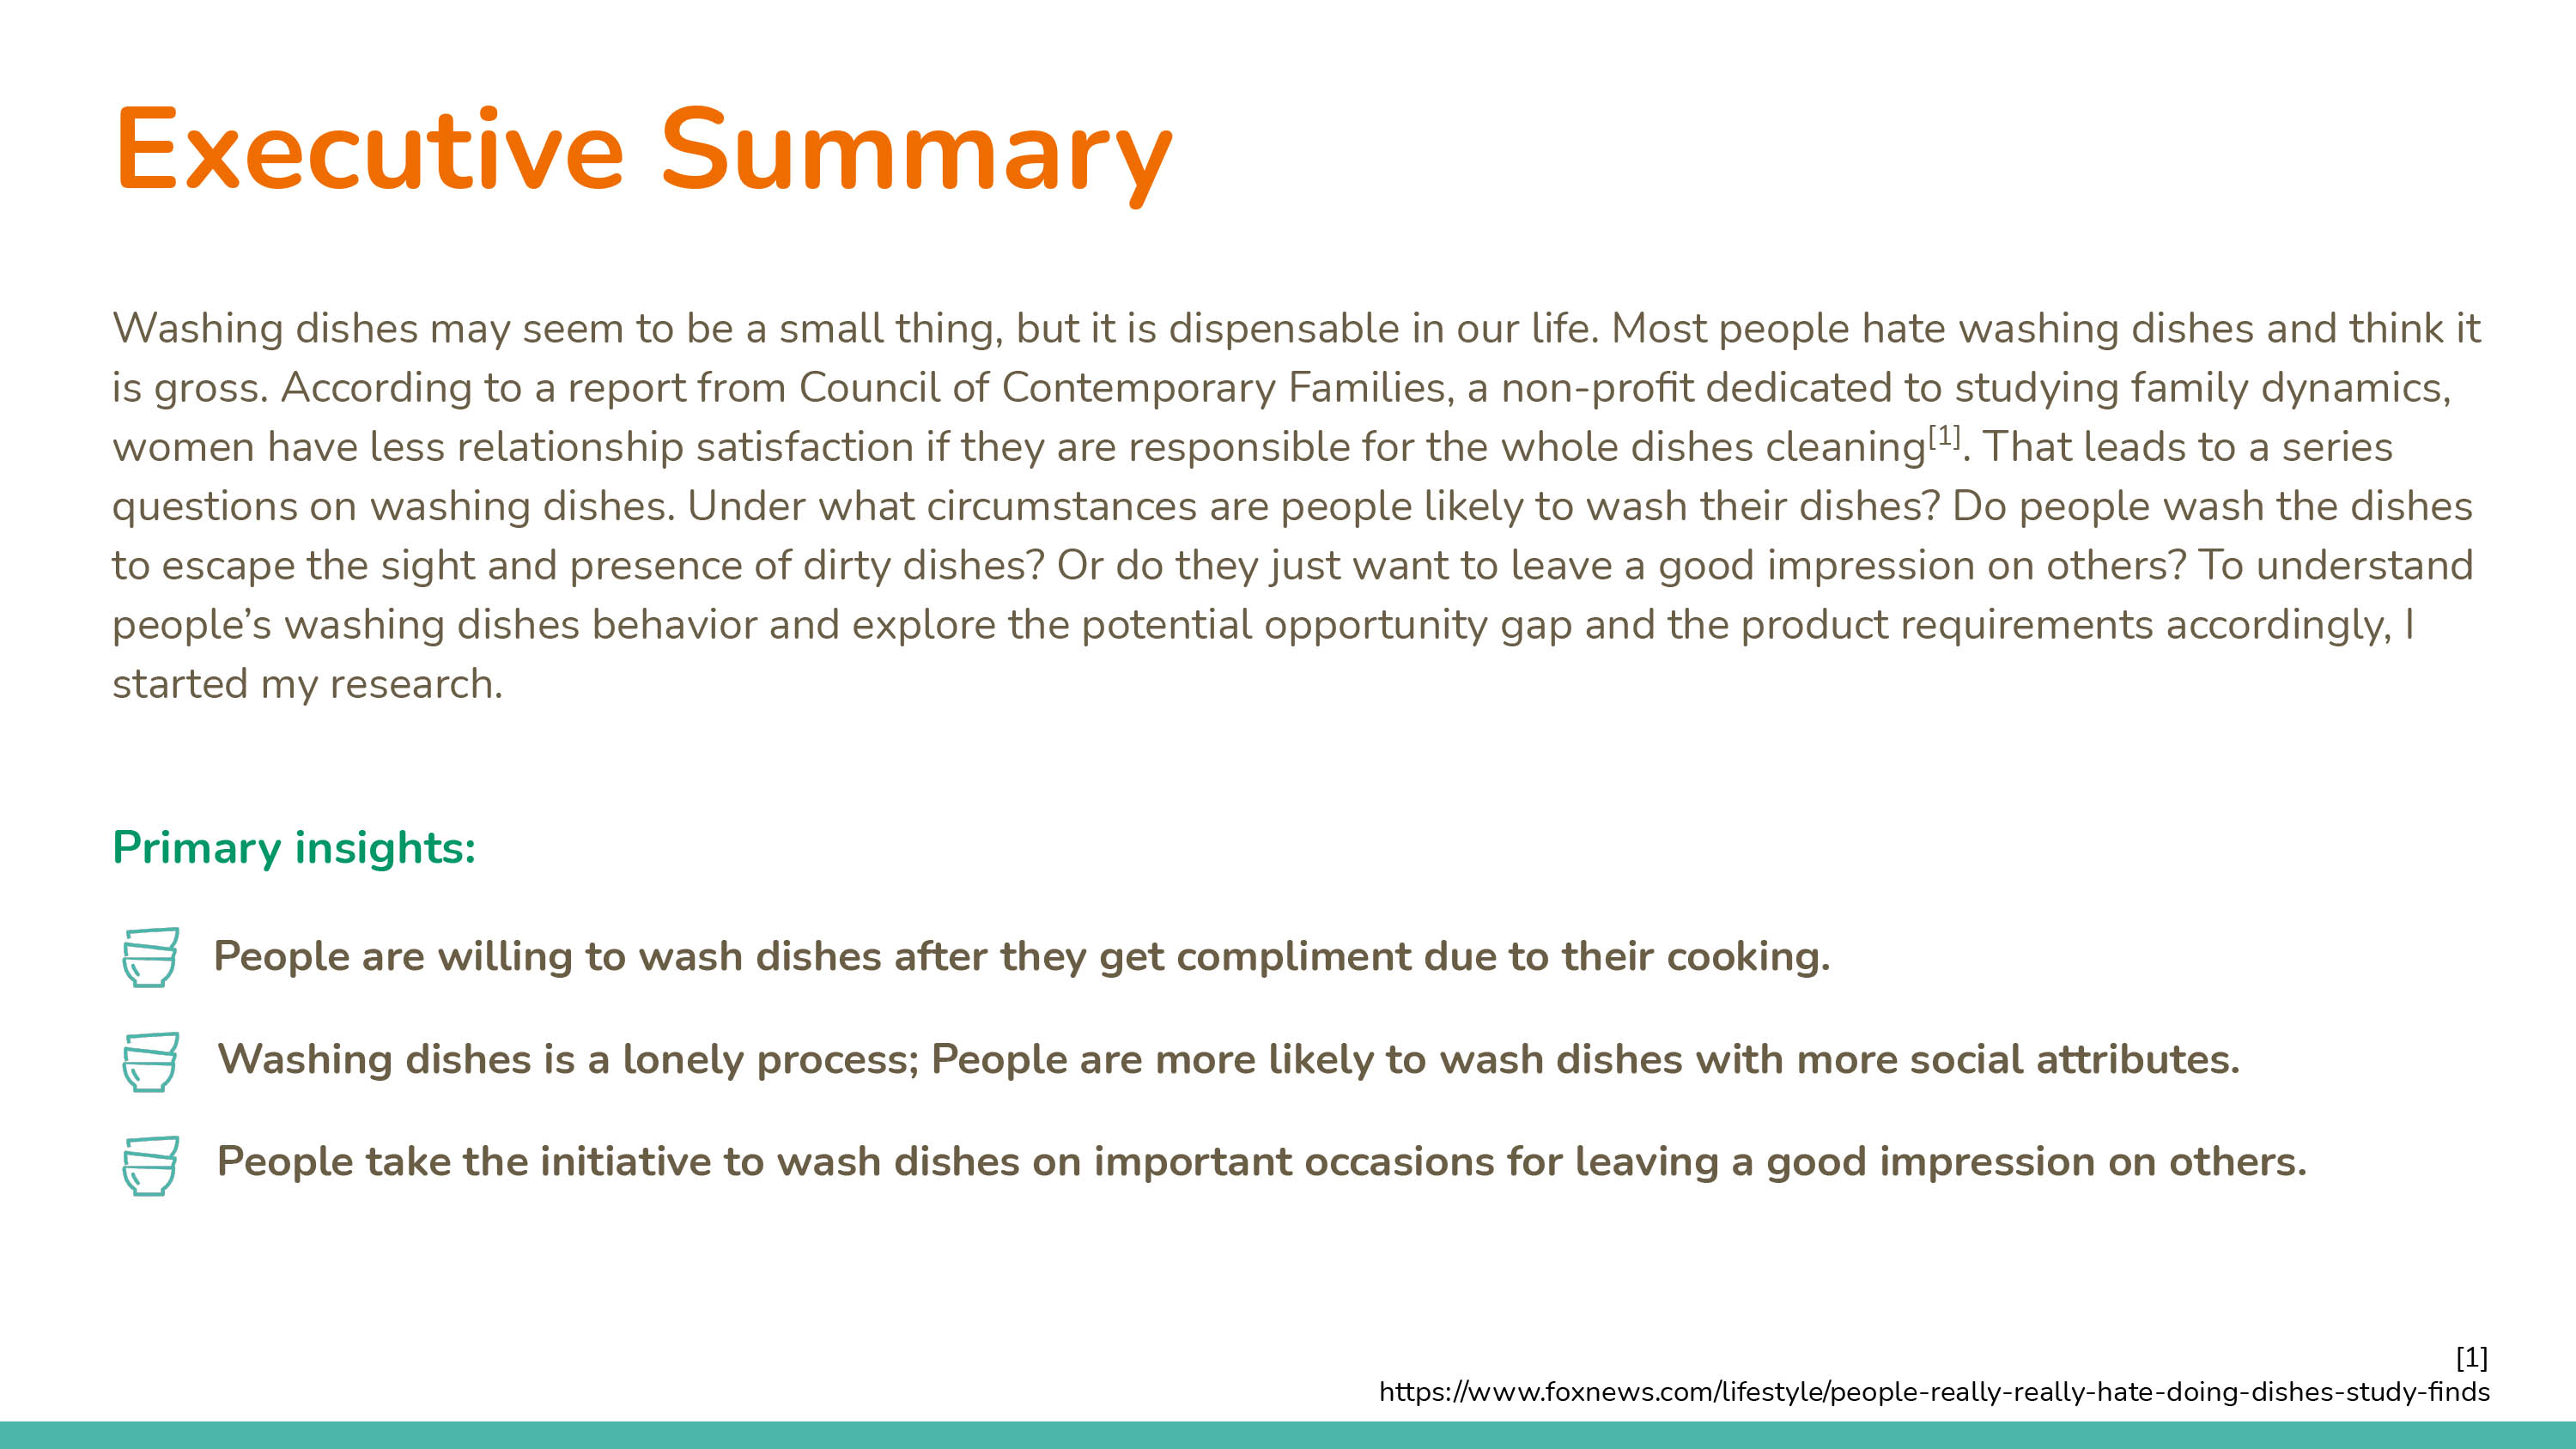 Executive Summary
Washing dishes may seem to be a small thing, but it is dispensable in our life. Most people hate washing dishes and think it
is gross. According to a report from Council of Contemporary Families, a non-profit dedicated to studying family dynamics,
women have less relationship satisfaction if they are responsible for the whole dishes cleaning[1]. That leads to a series
questions on washing dishes. Under what circumstances are people likely to wash their dishes? Do people wash the dishes
to escape the sight and presence of dirty dishes? Or do they just want to leave a good impression on others? To understand
people’s washing dishes behavior and explore the potential opportunity gap and the product requirements accordingly, I
started my research.
Primary insights:
People are willing to wash dishes after they get compliment due to their cooking.
Washing dishes is a lonely process; People are more likely to wash dishes with more social attributes.
People take the initiative to wash dishes on important occasions for leaving a good impression on others.
[1]
https://www.foxnews.com/lifestyle/people-really-really-hate-doing-dishes-study-finds